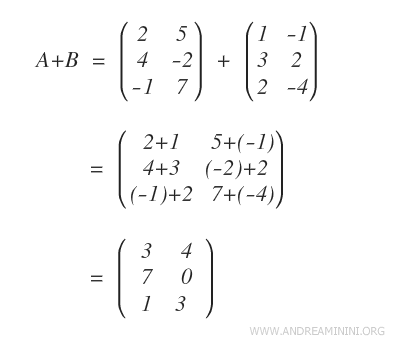 A+B = ( 2 5 ) + ( 1 -1 )
( 4 -2 ) ( 3 2 )
( -1 7 ) ( 2 -4 )
= ( 2+1 5+(-1) )
( 4+3 (-2)+2 )
( (-1)+2 7+(-4) )
= ( 3 4 )
( 7 0 )
( 1 3 )
WWW.ANDREAMININI.ORG